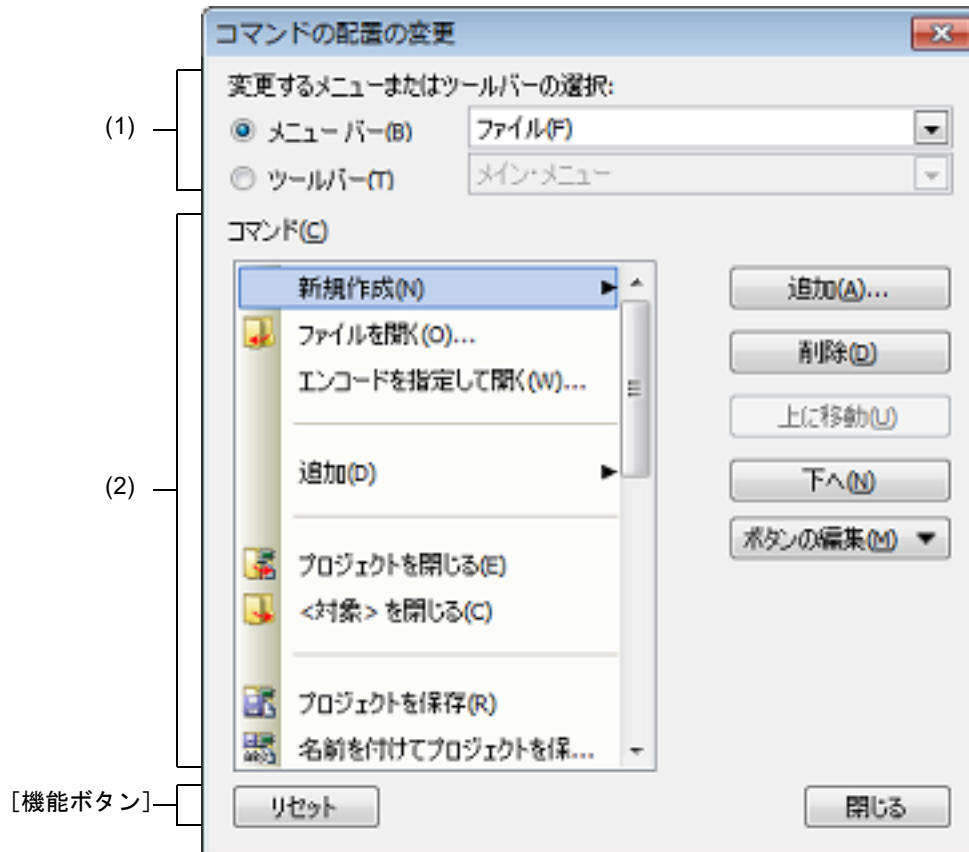 コマンドの配置の変更
(1)
変更するメニューまたはツールバーの選択:
メニュー バー(B) ファイル(F)
ツールバー(T) メイン・メニュー
(2)
コマンド(C)
新規作成(N)
ファイルを開く(O)...
エンコードを指定して開く(W)...
追加(D)
プロジェクトを閉じる(E)
<対象> を閉じる(C)
プロジェクトを保存(R)
名前を付けてプロジェクトを保...
追加(A)...
削除(D)
上に移動(U)
下へ(N)
ボタンの編集(M)
[機能ボタン]
リセット
閉じる